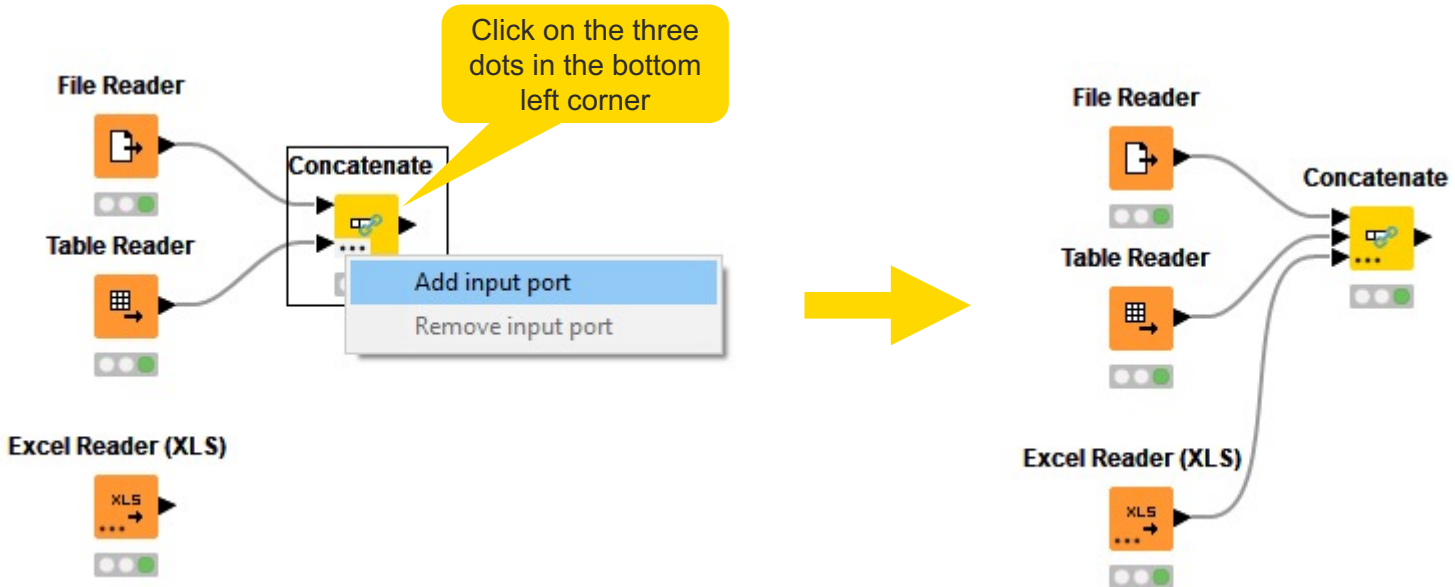 Click on the three
dots in the bottom
left corner
File Reader
Concatenate
Table Reader
Add input port
Remove input port
Excel Reader (XLS)
XLS
File Reader
Concatenate
Table Reader
Excel Reader (XLS)
XLS